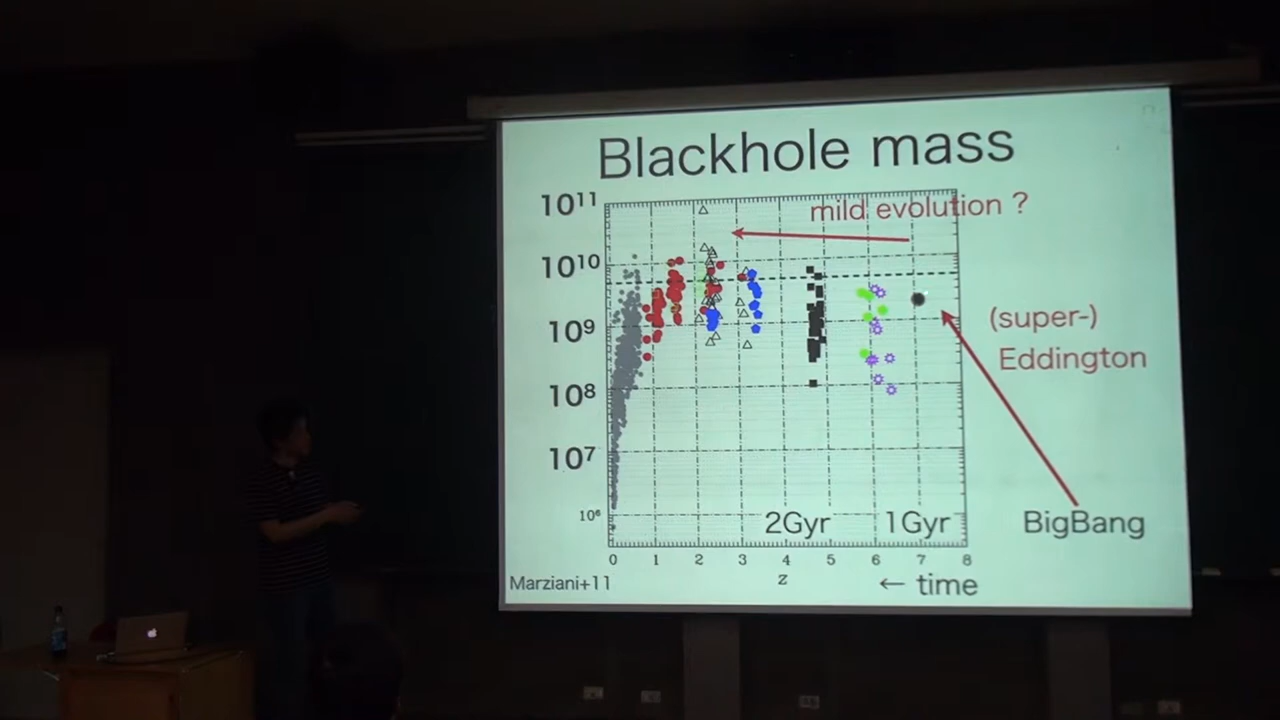 Blackhole mass
10¹¹
mild evolution ?
10¹⁰
10⁹
(super-)
Eddington
10⁸
10⁷
10⁶
2Gyr
1Gyr
BigBang
0 1 2 3 4 5 6 7 8
z
Marziani+11
← time